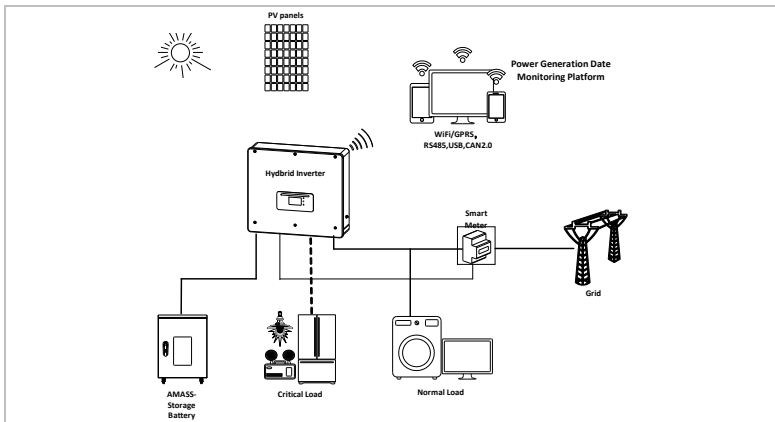 PV panels
Power Generation Date
Monitoring Platform
WiFi/GPRS,
RS485,USB,CAN2.0
Hydbrid Inverter
Smart
Meter
Grid
AMASS-
Storage
Battery
Critical Load
Normal Load